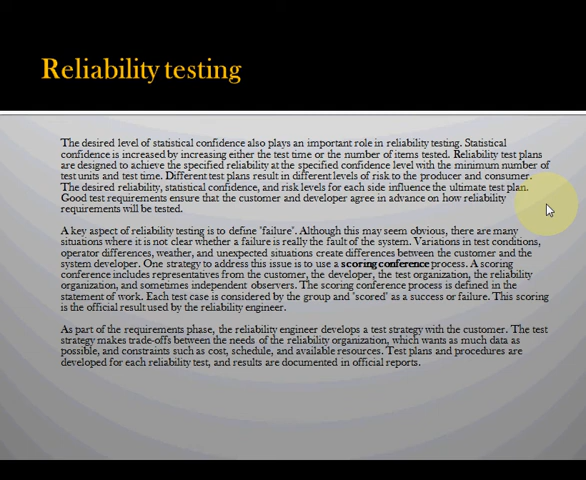 Reliability testing
The desired level of statistical confidence also plays an important role in reliability testing. Statistical
confidence is increased by increasing either the test time or the number of items tested. Reliability test plans
are designed to achieve the specified reliability at the specified confidence level with the minimum number of
test units and test time. Different test plans result in different levels of risk to the producer and consumer.
The desired reliability, statistical confidence, and risk levels for each side influence the ultimate test plan.
Good test requirements ensure that the customer and developer agree in advance on how reliability
requirements will be tested.
A key aspect of reliability testing is to define 'failure'. Although this may seem obvious, there are many
situations where it is not clear whether a failure is really the fault of the system. Variations in test conditions,
operator differences, weather, and unexpected situations create differences between the customer and the
system developer. One strategy to address this issue is to use a scoring conference process. A scoring
conference includes representatives from the customer, the developer, the test organization, the reliability
organization, and sometimes independent observers. The scoring conference process is defined in the
statement of work. Each test case is considered by the group and 'scored' as a success or failure. This scoring
is the official result used by the reliability engineer.
As part of the requirements phase, the reliability engineer develops a test strategy with the customer. The test
strategy makes trade-offs between the needs of the reliability organization, which wants as much data as
possible, and constraints such as cost, schedule, and available resources. Test plans and procedures are
developed for each reliability test, and results are documented in official reports.